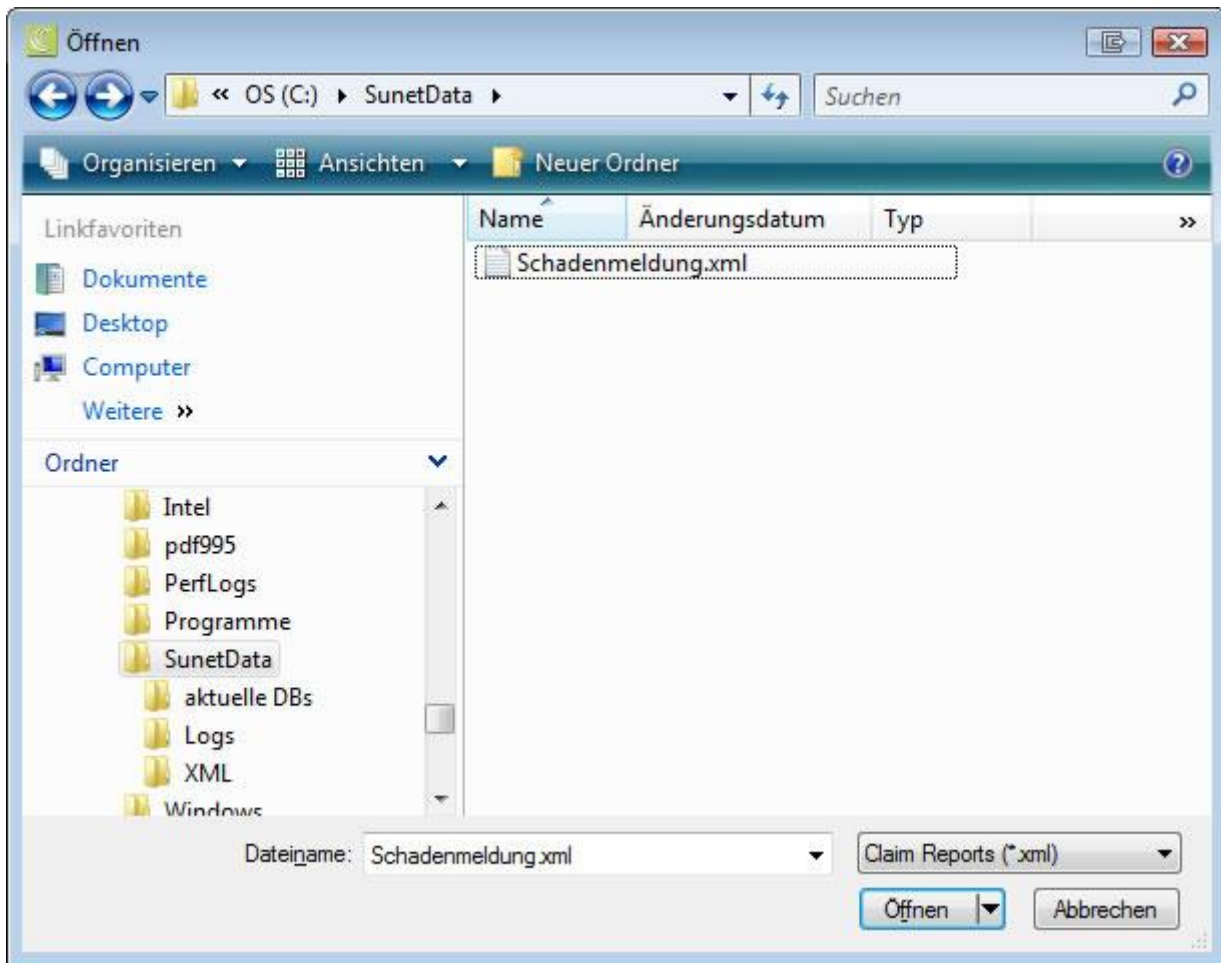 Öffnen
« OS (C:) SunetData
Suchen
Organisieren Ansichten Neuer Ordner
Linkfavoriten
Dokumente
Desktop
Computer
Weitere »
Name Änderungsdatum Typ »
Schadenmeldung.xml
Ordner
Intel
pdf995
PerfLogs
Programme
SunetData
aktuelle DBs
Logs
XML
Windows
Dateiname: Schadenmeldung.xml Claim Reports (*.xml)
Öffnen Abbrechen